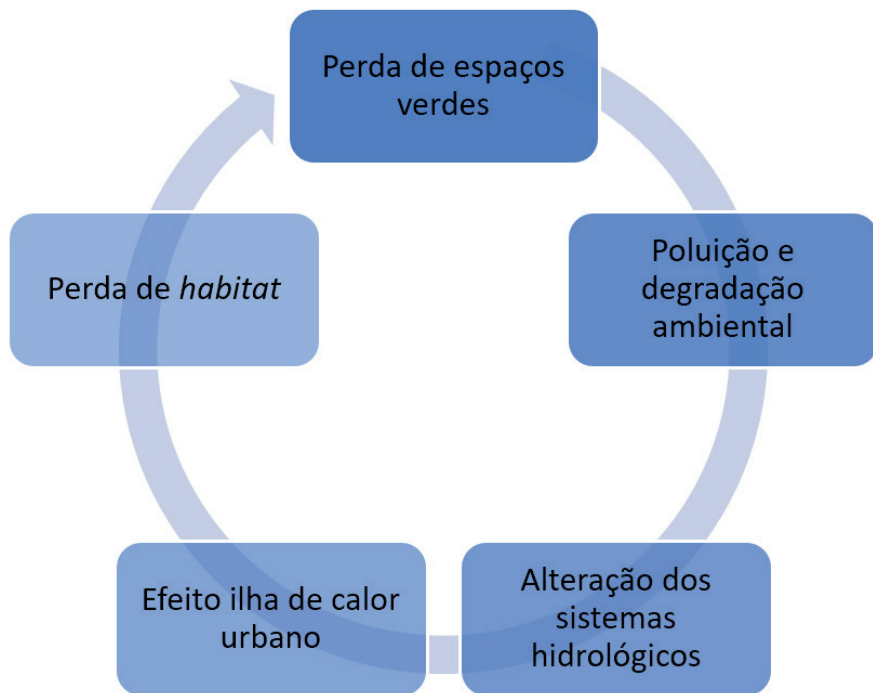 Perda de espaços
verdes
Poluição e
degradação
ambiental
Alteração dos
sistemas
hidrológicos
Efeito ilha de calor
urbano
Perda de habitat